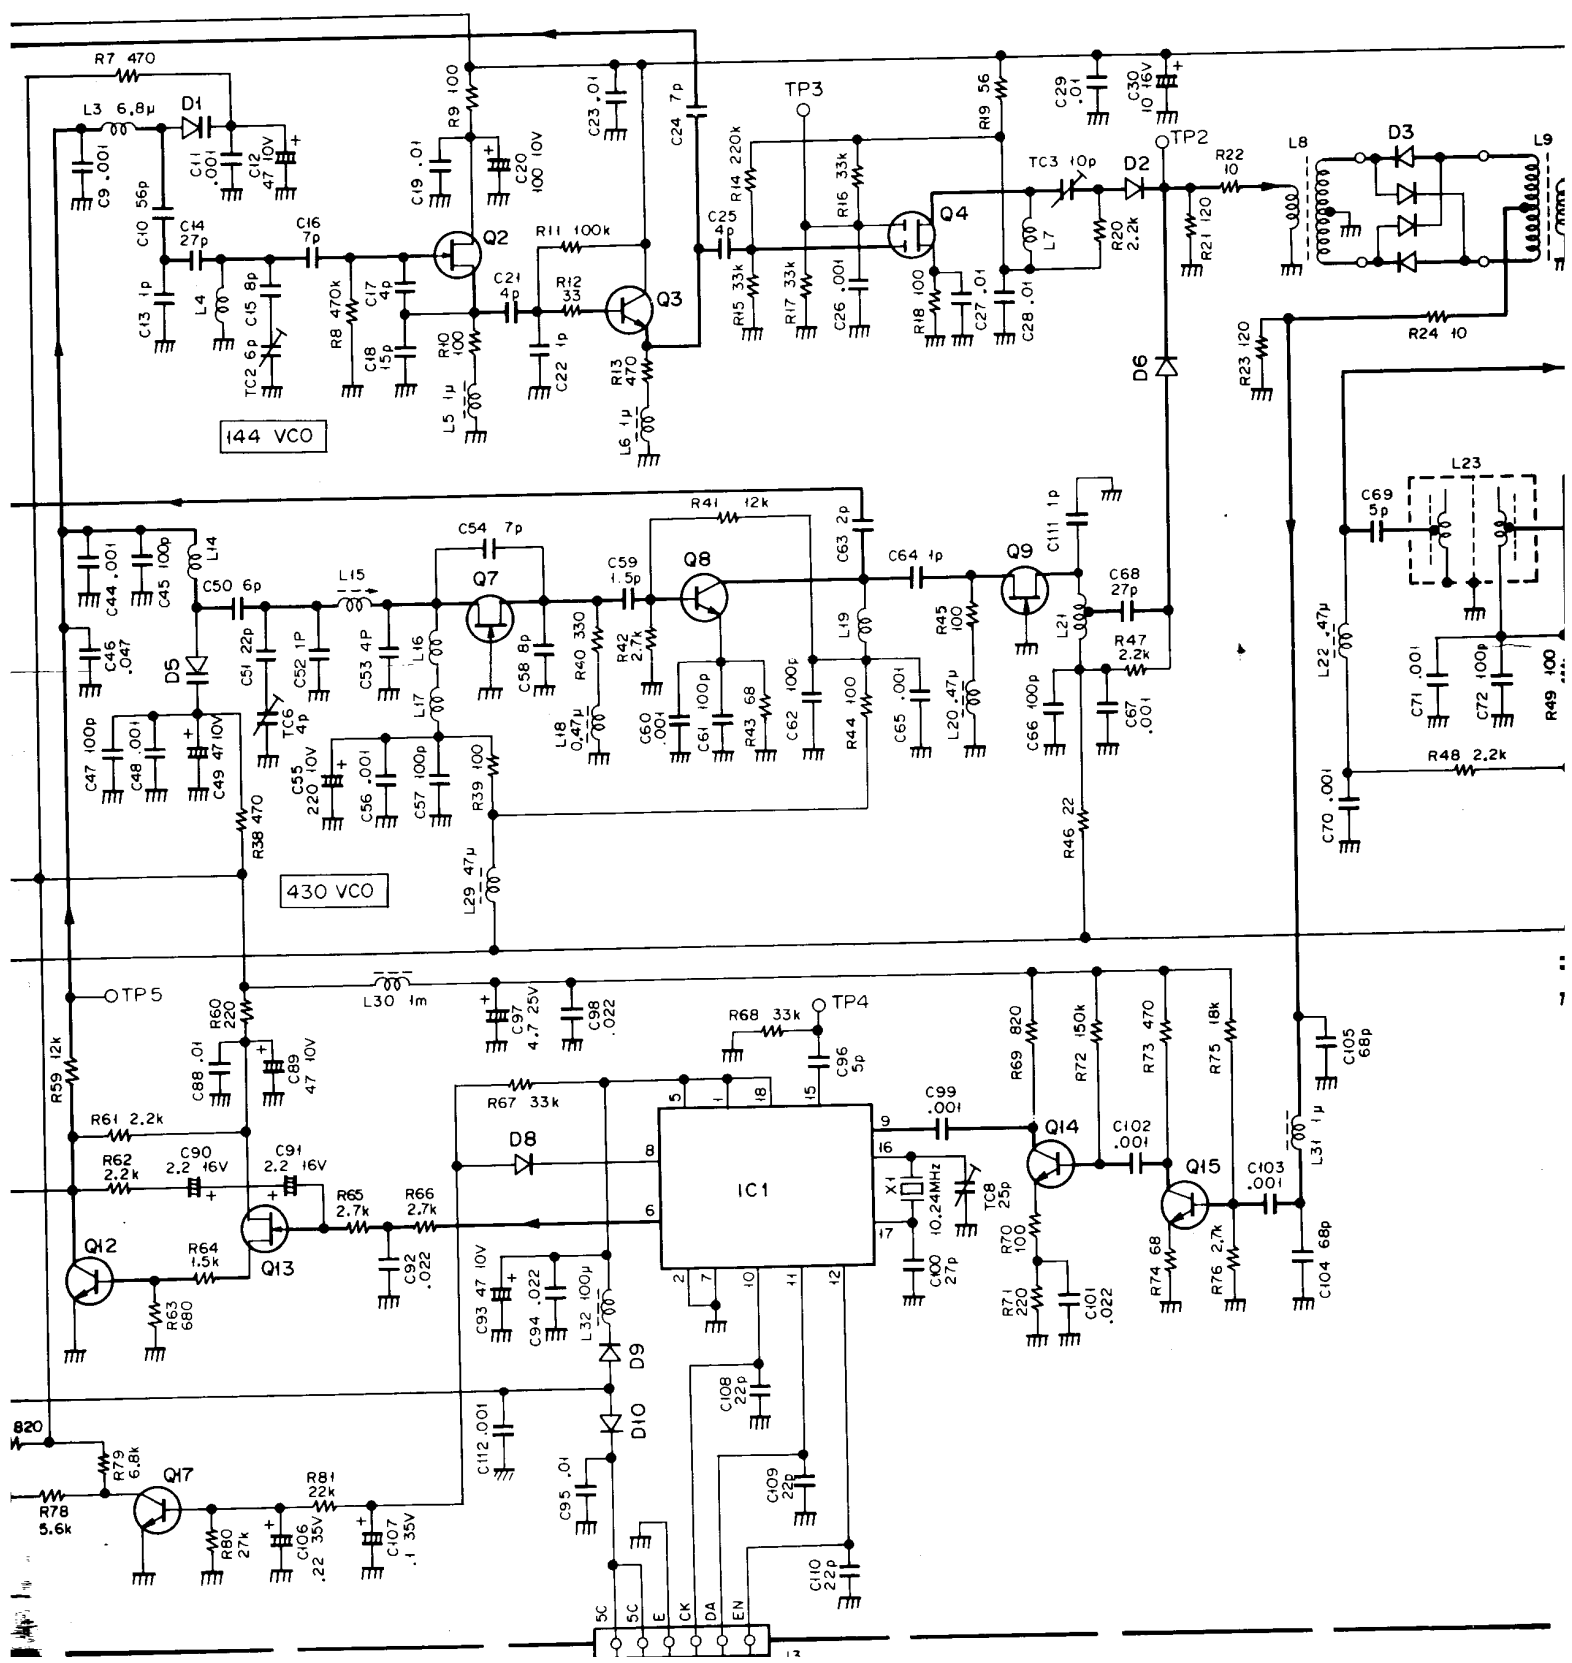 R7 470
L3 6.8µ
D1
C9 .001
C10 56p
C11 .001
C12 47 10V
C13 1p
C14 27p
L4
C15 8p
TC2 6p
C16 7p
R8 470k
C17 4p
C18 15p
R9 100
C19 .01
C20 100 10V
Q2
R10 100
L5 1µ
C21 4p
R11 100k
R12 33
C22 1p
Q3
R13 470
L6 1µ
C23 .01
C24 7p
C25 4p
R14 220k
R15 33k
TP3
R16 33k
R17 33k
C26 .001
Q4
R18 100
C27 .01
C28 .01
R19 56
L7
TC3 10p
R20 2.2k
C29 .01
C30 10 16V
D2
TP2
R21 120
R22 10
L8
D3
L9
R23 120
R24 10
D6
144 VCO
C44 .001
C45 100p
L14
C46 .047
D5
C47 100p
C48 .001
C49 47 10V
C50 6p
C51 22p
TC6 4p
C52 1P
L15
C53 4P
L16
L17
C54 7p
Q7
C55 220 10V
C56 .001
C57 100p
R39 100
C58 8p
R40 330
L18 0.47µ
C59 1.5p
R41 12k
R42 2.7k
Q8
C60 .001
C61 100p
R43 68
C62 100p
C63 2p
L19
R44 100
C64 1p
C65 .001
R45 100
L20 .47µ
Q9
C111 1p
L21
C68 27p
R47 2.2k
C66 100p
C67 .001
R46 22
C69 5p
L23
L22 .47µ
C71 .001
C72 100p
R49 100
R48 2.2k
C70 .001
R38 470
430 VCO
L29 47µ
TP5
R59 12k
R60 220
C88 .01
C89 47 10V
L30 1m
C97 4.7 25V
C98 .022
R68 33k
TP4
C96 5p
R61 2.2k
R62 2.2k
C90 2.2 16V
C91 2.2 16V
R65 2.7k
R66 2.7k
R64 1.5k
Q13
Q12
R63 680
C92 .022
R67 33k
D8
8
6
5
1
18
15
9
16
17
2
7
10
11
12
IC1
C99 .001
X1 10.24MHz
TC8 25p
C100 27p
R69 820
Q14
R70 100
R71 220
C101 .022
R72 150k
C102 .001
R73 470
Q15
R74 68
R75 18k
R76 2.7k
C103 .001
C104 68p
L31 1µ
C105 68p
C93 47 10V
C94 .022
L32 100µ
D9
D10
C112 .001
C95 .01
C108 22p
C109 22p
C110 22p
820
R79 6.8k
R78 5.6k
Q17
R80 27k
R81 22k
C106 .22 35V
C107 .1 35V
5C
5C
E
CK
DA
EN
J3